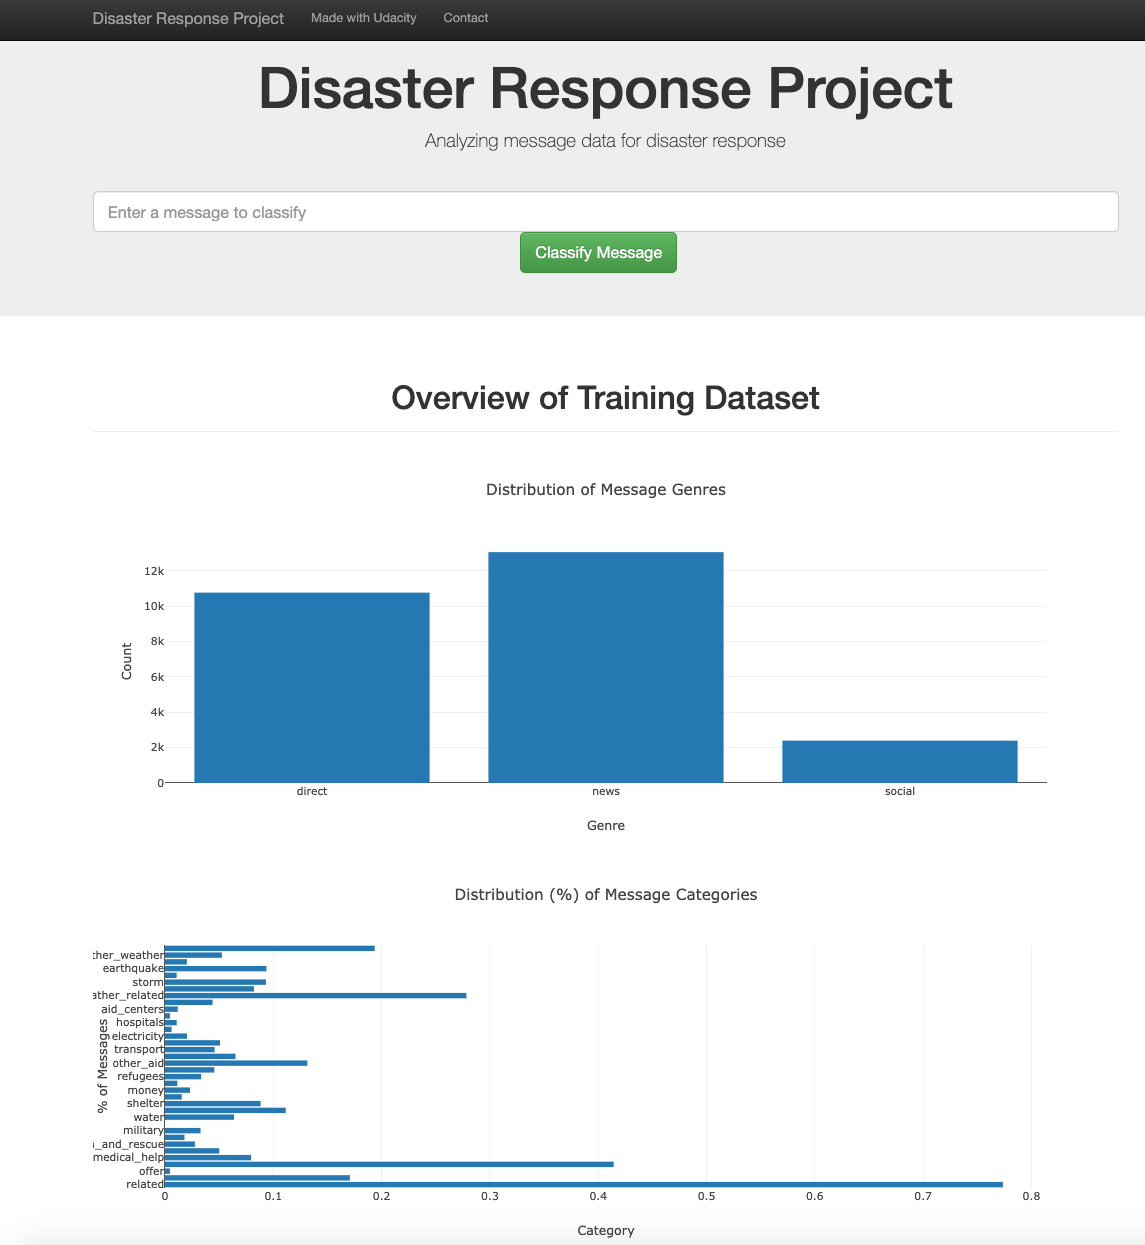 Disaster Response Project Made with Udacity Contact
Disaster Response Project
Analyzing message data for disaster response
Enter a message to classify
Classify Message
Overview of Training Dataset
Distribution of Message Genres
12k
10k
8k
6k
4k
2k
0
Count
direct news social
Genre
Distribution (%) of Message Categories
ther_weather
earthquake
storm
ather_related
aid_centers
hospitals
electricity
transport
other_aid
refugees
money
shelter
water
military
_and_rescue
medical_help
offer
related
% of Messages
0 0.1 0.2 0.3 0.4 0.5 0.6 0.7 0.8
Category